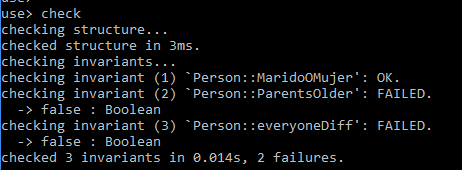 use> check
checking structure...
checked structure in 3ms.
checking invariants...
checking invariant (1) `Person::MaridoOMujer': OK.
checking invariant (2) `Person::ParentsOlder': FAILED.
  -> false : Boolean
checking invariant (3) `Person::everyoneDiff': FAILED.
  -> false : Boolean
checked 3 invariants in 0.014s, 2 failures.